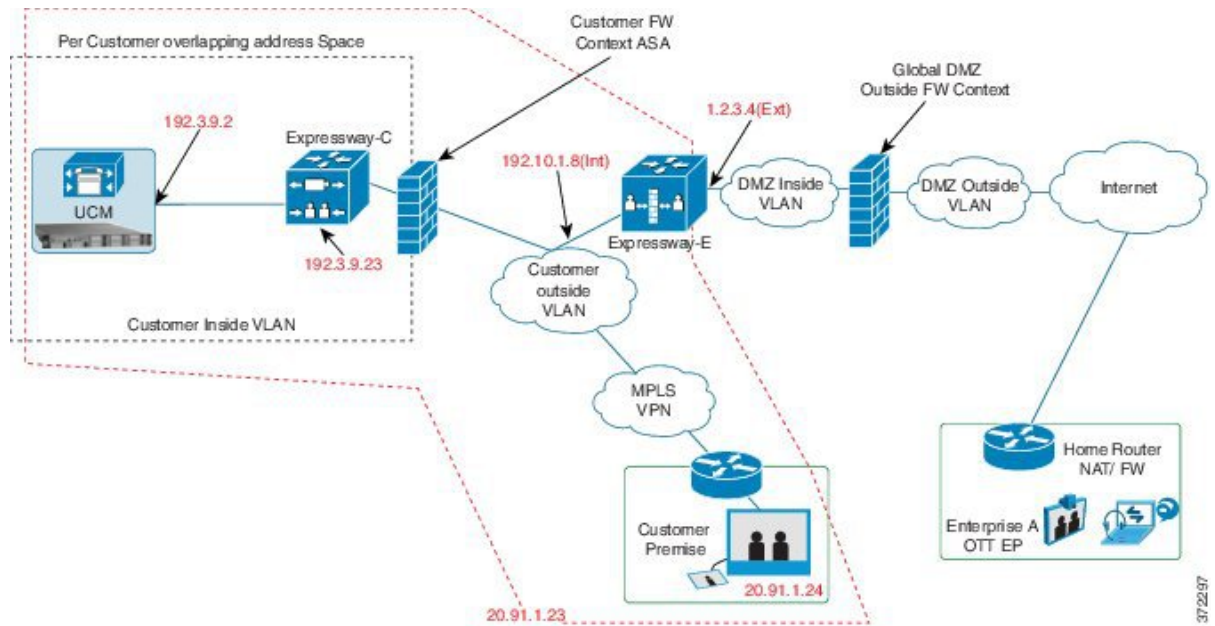 Per Customer overlapping address Space
Customer FW
Context ASA
Global DMZ
Outside FW Context
192.3.9.2
Expressway-C
1.2.3.4(Ext)
192.10.1.8(Int)
UCM
192.3.9.23
Expressway-E
DMZ Inside
VLAN
DMZ Outside
VLAN
Internet
Customer
outside
VLAN
Customer Inside VLAN
MPLS
VPN
Home Router
NAT/ FW
Customer
Premise
Enterprise A
OTT EP
20.91.1.24
20.91.1.23
372297